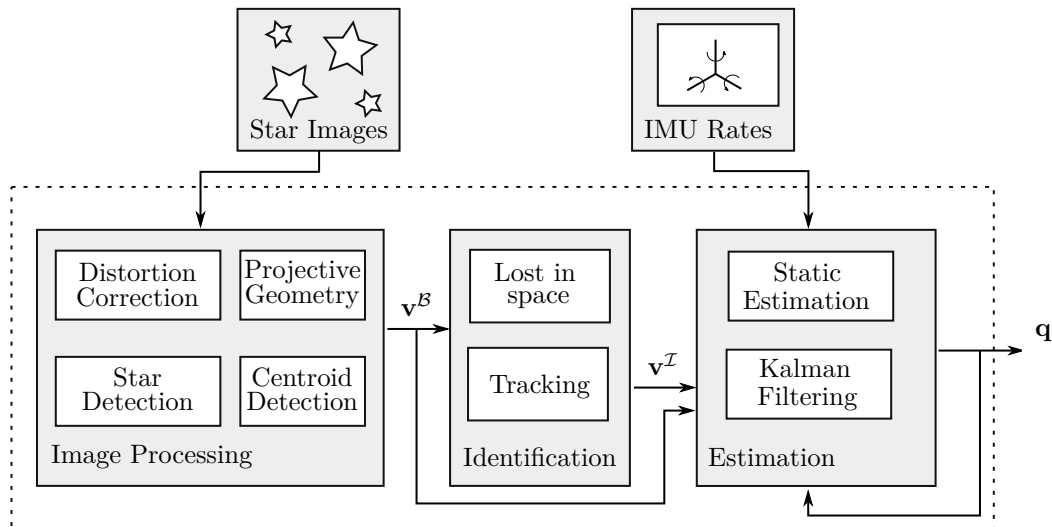 Star Images
IMU Rates
Distortion
Correction
Projective
Geometry
Star
Detection
Centroid
Detection
Image Processing
v^B
Lost in
space
Tracking
Identification
v^I
Static
Estimation
Kalman
Filtering
Estimation
q